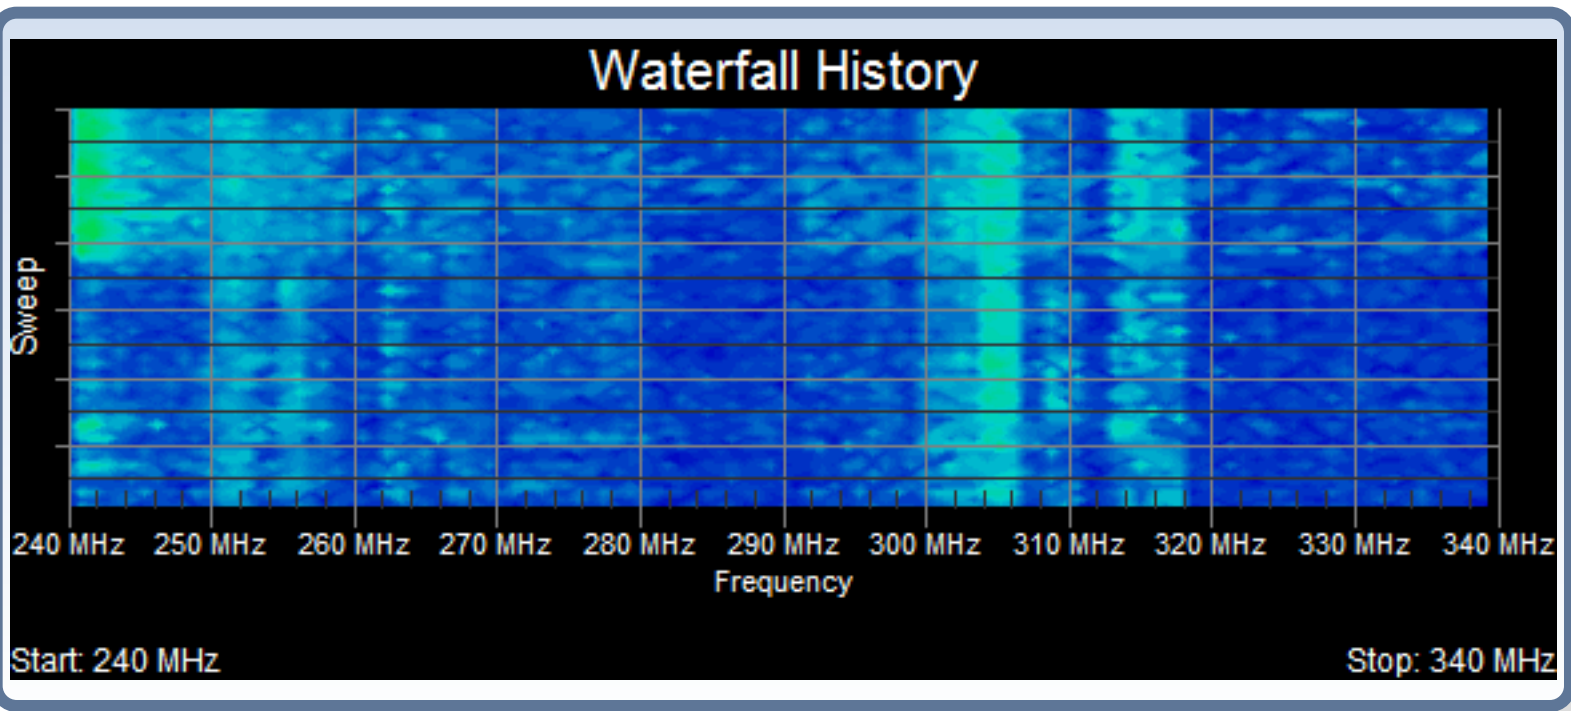 Waterfall History
Sweep
240 MHz 250 MHz 260 MHz 270 MHz 280 MHz 290 MHz 300 MHz 310 MHz 320 MHz 330 MHz 340 MHz
Frequency
Start: 240 MHz
Stop: 340 MHz